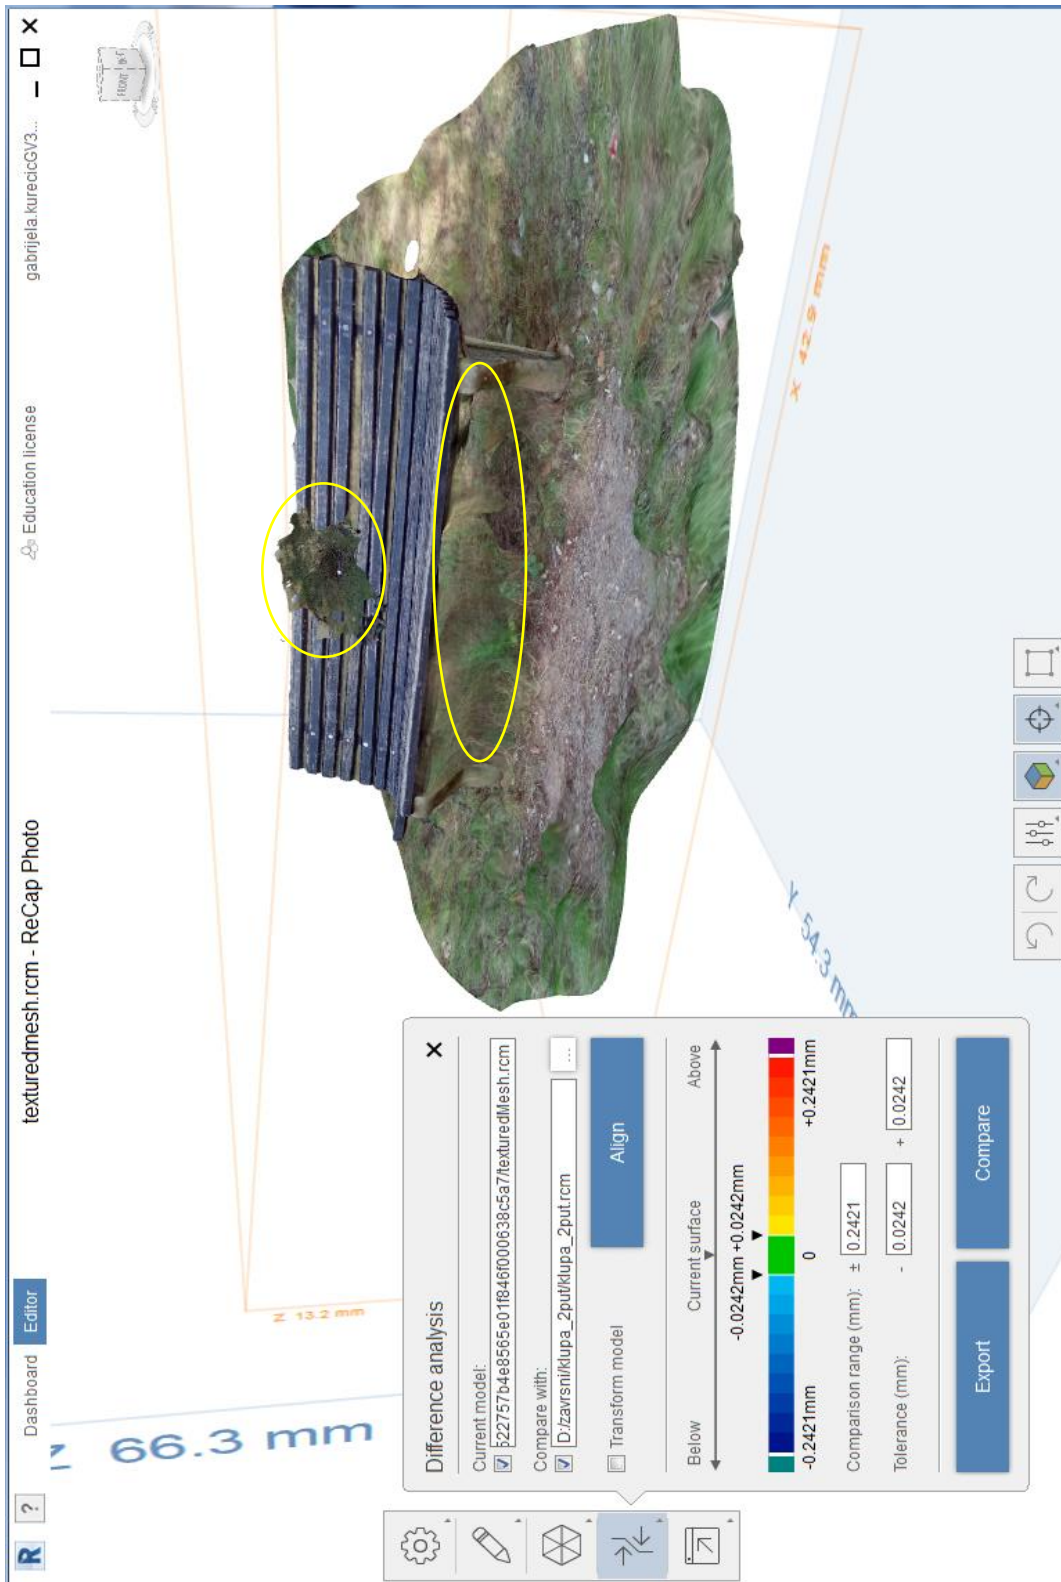 R ? Dashboard Editor texturedmesh.rcm - ReCap Photo Education license gabrijela.kurecicGV3...
FRONT
Z 66.3 mm
Z 13.2 mm
Y 54.3 mm
X 42.9 mm
Difference analysis
Current model:
522757b4e8565e01f846f000638c5a7/texturedMesh.rcm
Compare with:
D:/zavrsni/klupa_2put/klupa_2put.rcm
...
Transform model
Align
Below Current surface Above
-0.0242mm +0.0242mm
-0.2421mm 0 +0.2421mm
Comparison range (mm): ± 0.2421
Tolerance (mm): - 0.0242 + 0.0242
Export Compare